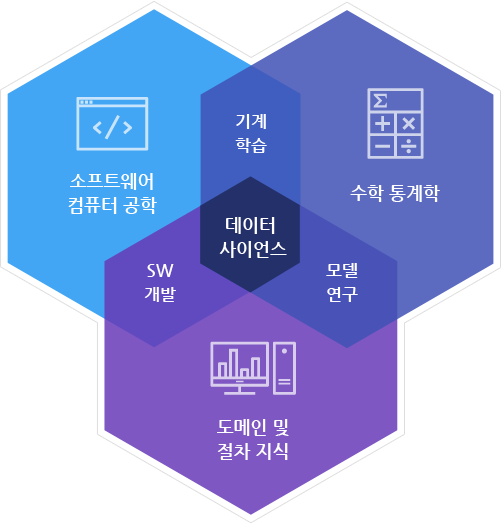 기계
학습
소프트웨어
컴퓨터 공학
Σ
수학 통계학
데이터
사이언스
SW
개발
모델
연구
도메인 및
절차 지식